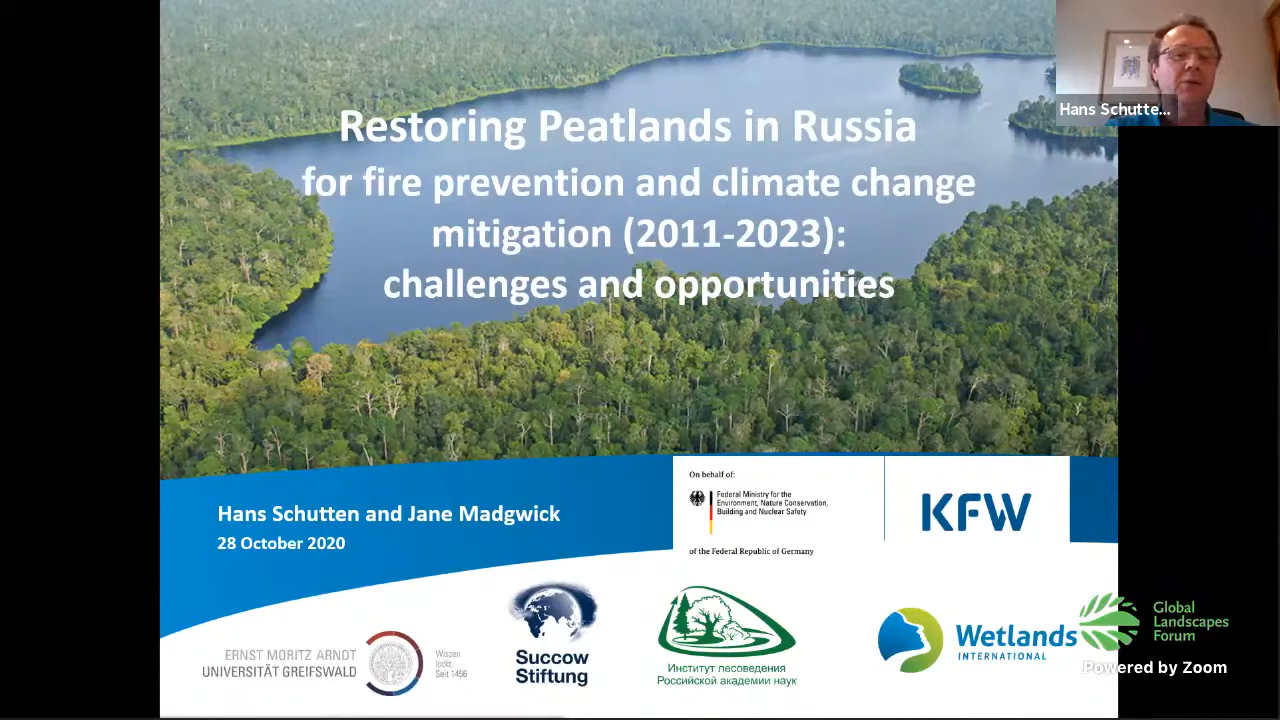 Hans Schutte...
Restoring Peatlands in Russia
for fire prevention and climate change
mitigation (2011-2023):
challenges and opportunities
Hans Schutten and Jane Madgwick
28 October 2020
On behalf of:
Federal Ministry for the
Environment, Nature Conservation,
Building and Nuclear Safety
of the Federal Republic of Germany
KFW
ERNST MORITZ ARNDT
UNIVERSITÄT GREIFSWALD
Wissen
lockt.
Seit 1456
Succow
Stiftung
Институт лесоведения
Российской академии наук
Wetlands
INTERNATIONAL
Global
Landscapes
Forum
Powered by Zoom